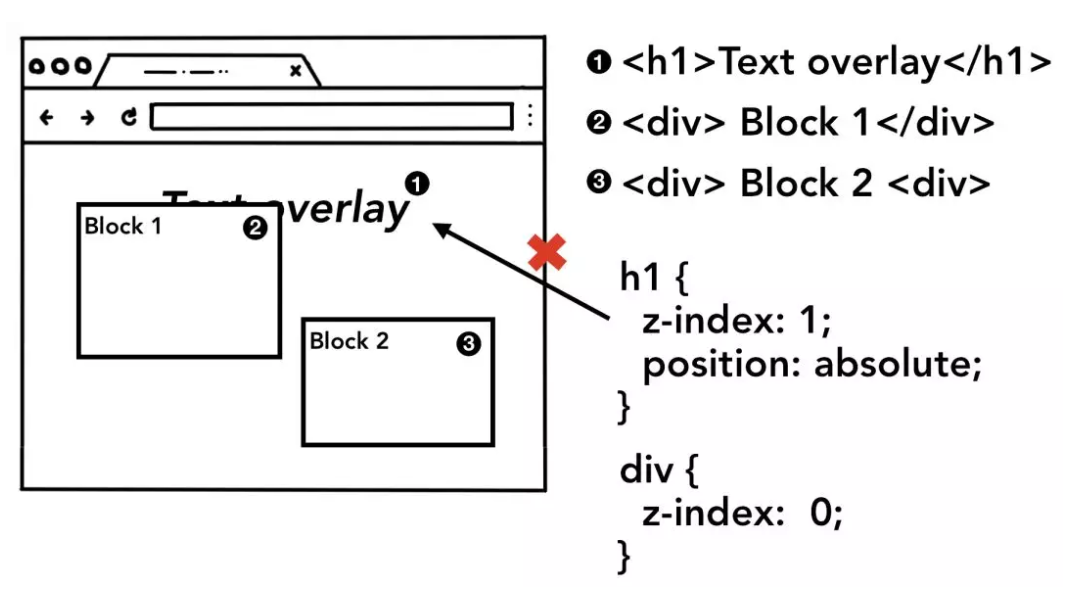 ❶ <h1>Text overlay</h1>
❷ <div> Block 1</div>
❸ <div> Block 2 <div>
Text overlay ❶
Block 1 ❷
Block 2 ❸
h1 {
z-index: 1;
position: absolute;
}
div {
z-index: 0;
}